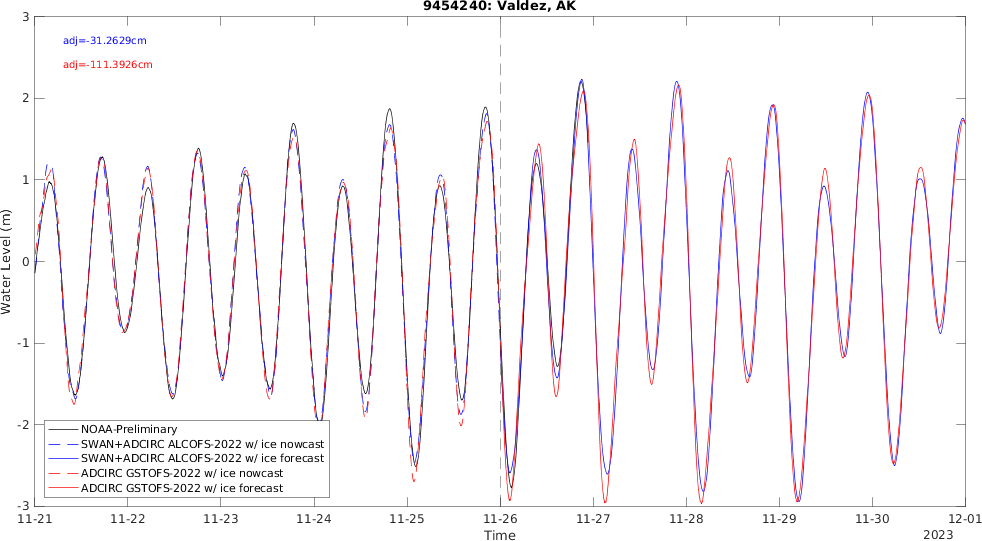 9454240: Valdez, AK
adj=-31.2629cm
adj=-111.3926cm
Water Level (m)
3
2
1
0
-1
-2
-3
NOAA-Preliminary
SWAN+ADCIRC ALCOFS-2022 w/ ice nowcast
SWAN+ADCIRC ALCOFS-2022 w/ ice forecast
ADCIRC GSTOFS-2022 w/ ice nowcast
ADCIRC GSTOFS-2022 w/ ice forecast
11-21 11-22 11-23 11-24 11-25 11-26 11-27 11-28 11-29 11-30 12-01
Time
2023